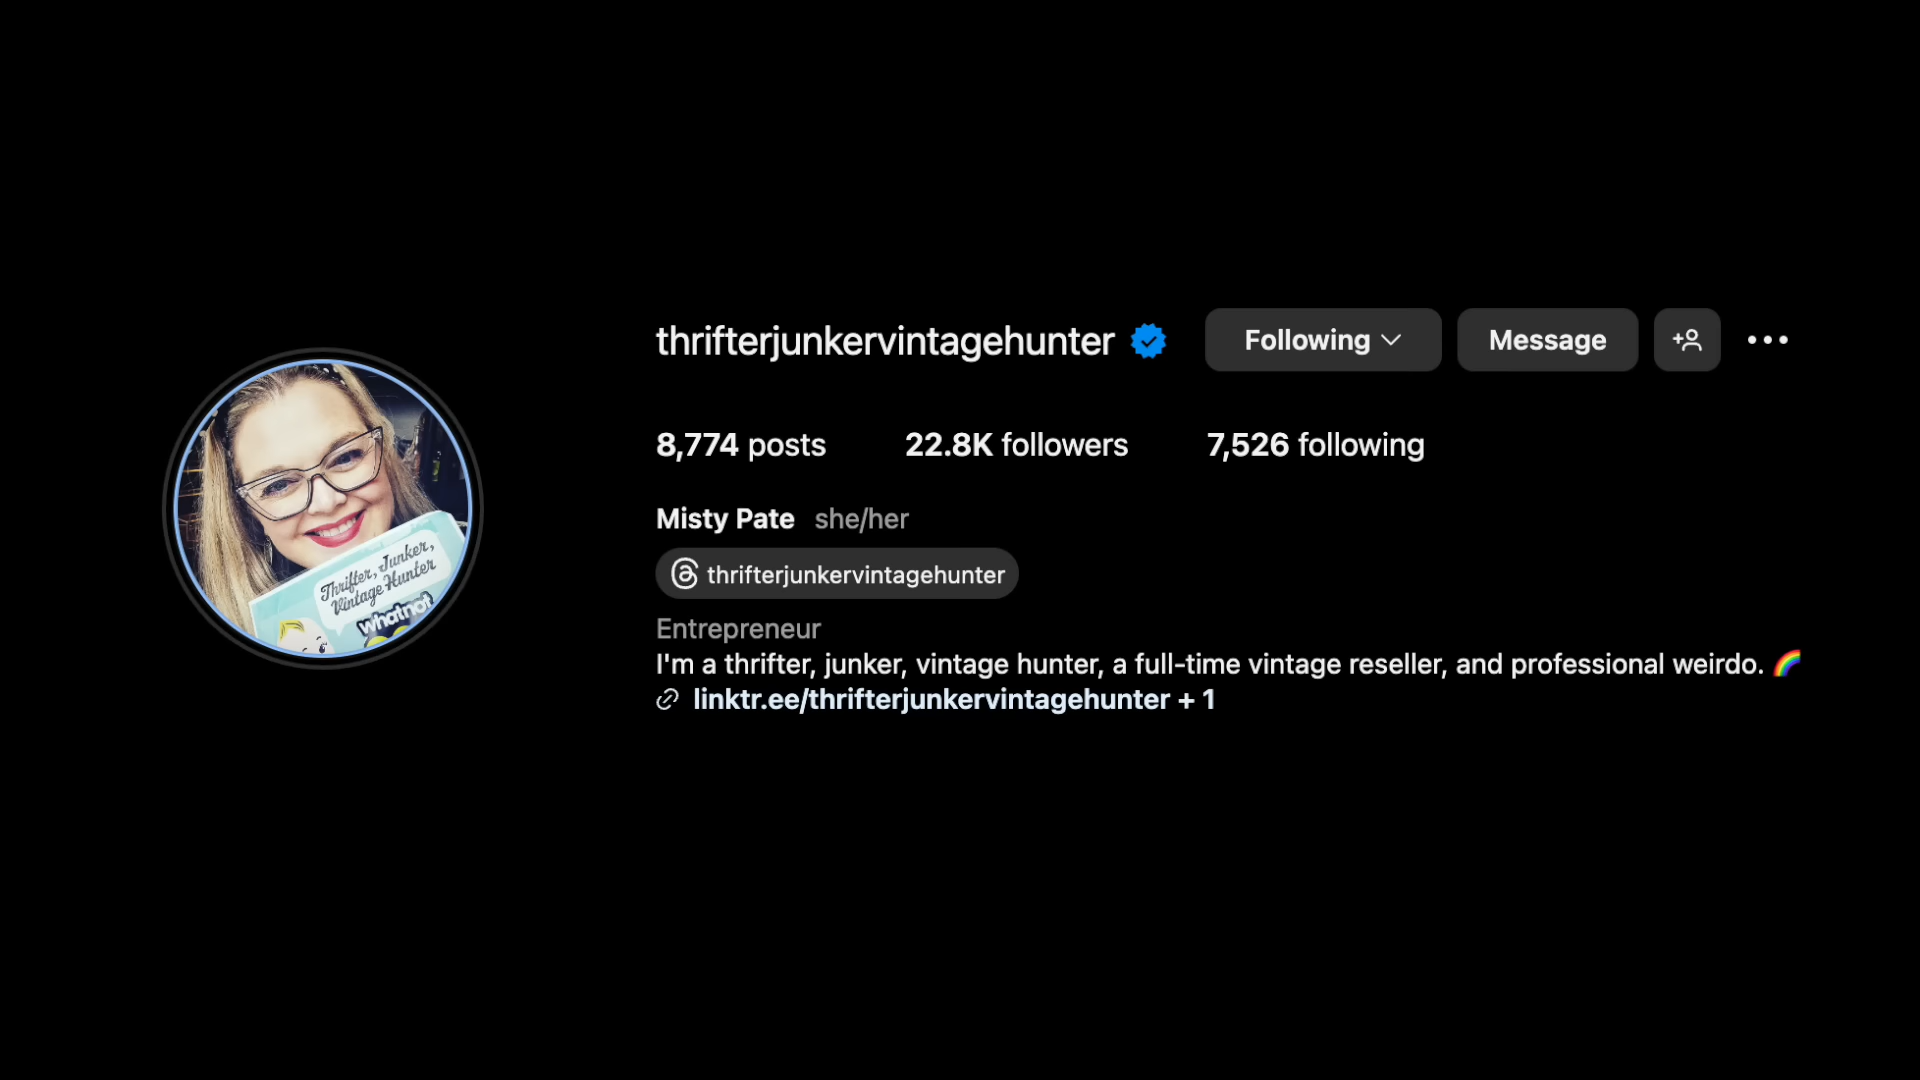 thrifterjunkervintagehunter
Following
Message
8,774 posts
22.8K followers
7,526 following
Misty Pate she/her
thrifterjunkervintagehunter
Entrepreneur
I'm a thrifter, junker, vintage hunter, a full-time vintage reseller, and professional weirdo. 🌈
linktr.ee/thrifterjunkervintagehunter + 1
Thrifter, Junker,
Vintage Hunter
whatnot